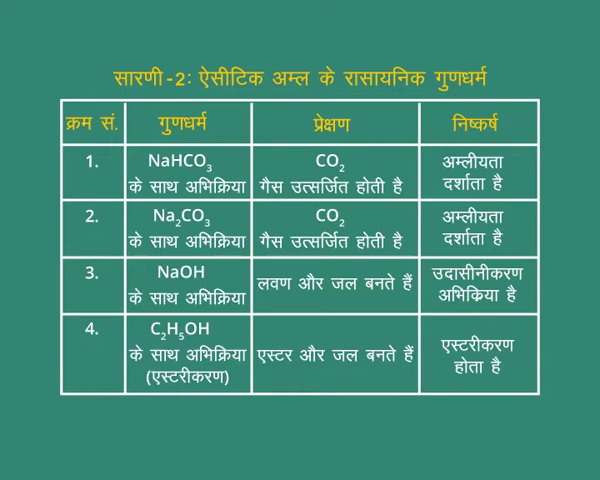 सारणी -2: ऐसीटिक अम्ल के रासायनिक गुणधर्म
क्रम सं. गुणधर्म प्रेक्षण निष्कर्ष
1. NaHCO₃ CO₂ अम्लीयता
के साथ अभिक्रिया गैस उत्सर्जित होती है दर्शाता है
2. Na₂CO₃ CO₂ अम्लीयता
के साथ अभिक्रिया गैस उत्सर्जित होती है दर्शाता है
3. NaOH के साथ अभिक्रिया लवण और जल बनते हैं उदासीनीकरण
अभिक्रिया है
4. C₂H₅OH
के साथ अभिक्रिया एस्टर और जल बनते हैं एस्टरीकरण
(एस्टरीकरण) होता है